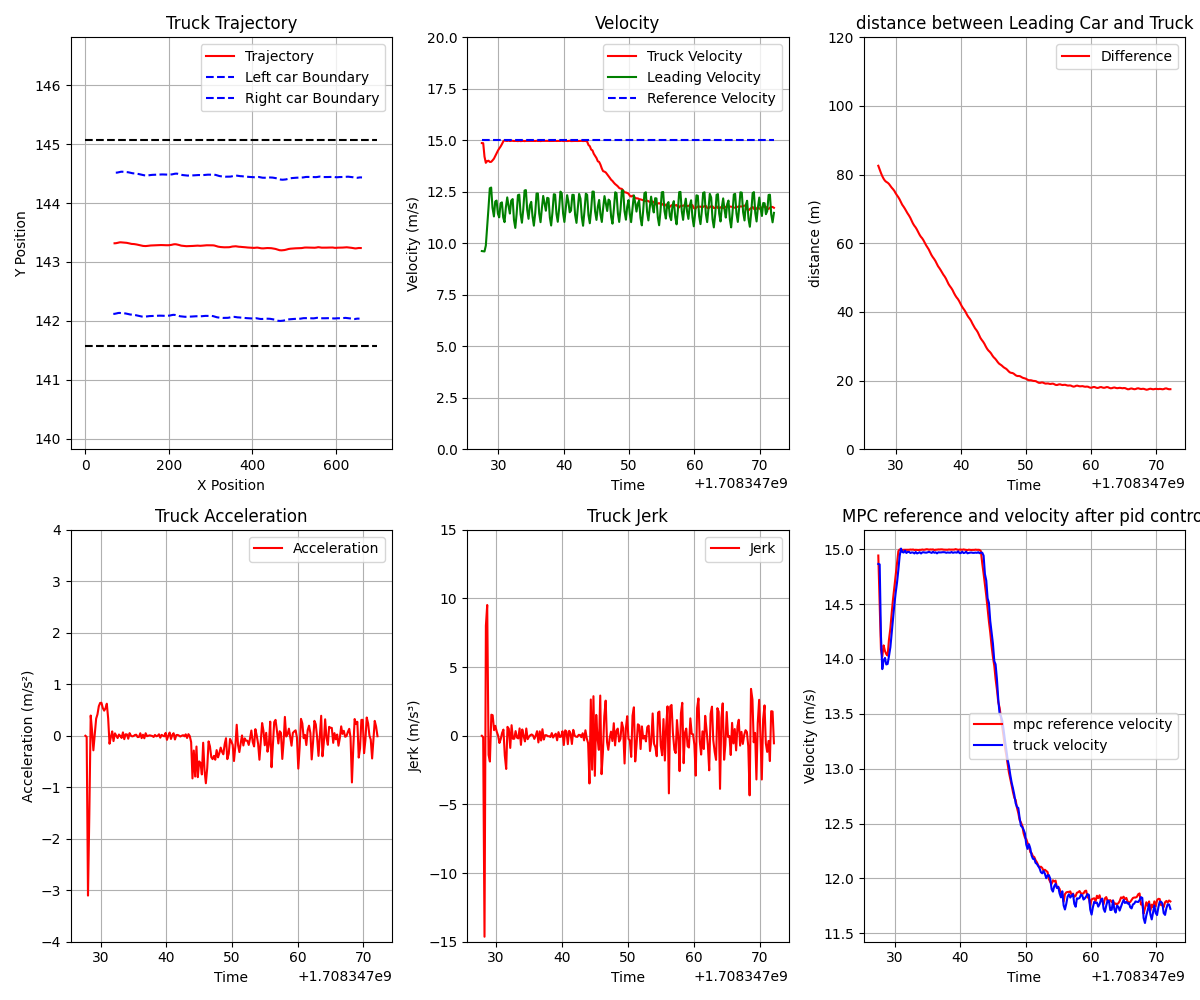 Truck Trajectory
Trajectory
Left car Boundary
Right car Boundary
146
145
144
143
142
141
140
Y Position
0 200 400 600
X Position
Velocity
Truck Velocity
Leading Velocity
Reference Velocity
20.0
17.5
15.0
12.5
10.0
7.5
5.0
2.5
0.0
Velocity (m/s)
30 40 50 60 70
Time +1.708347e9
distance between Leading Car and Truck
Difference
120
100
80
60
40
20
0
distance (m)
30 40 50 60 70
Time +1.708347e9
Truck Acceleration
Acceleration
4
3
2
1
0
−1
−2
−3
−4
Acceleration (m/s²)
30 40 50 60 70
Time +1.708347e9
Truck Jerk
Jerk
15
10
5
0
−5
−10
−15
Jerk (m/s³)
30 40 50 60 70
Time +1.708347e9
MPC reference and velocity after pid contro
mpc reference velocity
truck velocity
15.0
14.5
14.0
13.5
13.0
12.5
12.0
11.5
Velocity (m/s)
30 40 50 60 70
Time +1.708347e9